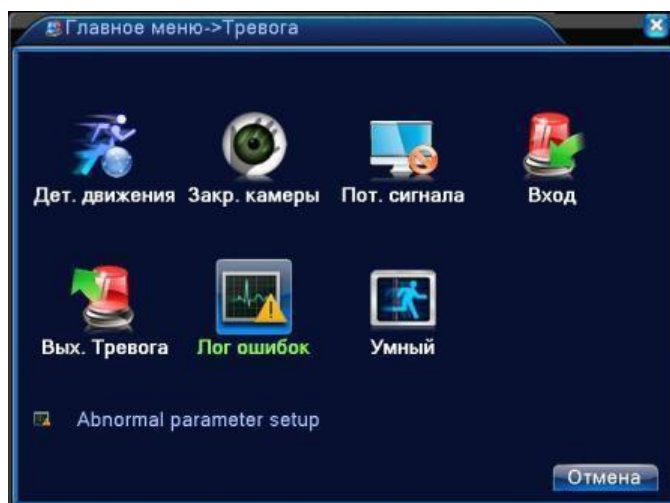 Главное меню->Тревога
Дет. движения Закр. камеры Пот. сигнала Вход
Вых. Тревога Лог ошибок Умный
Abnormal parameter setup
Отмена